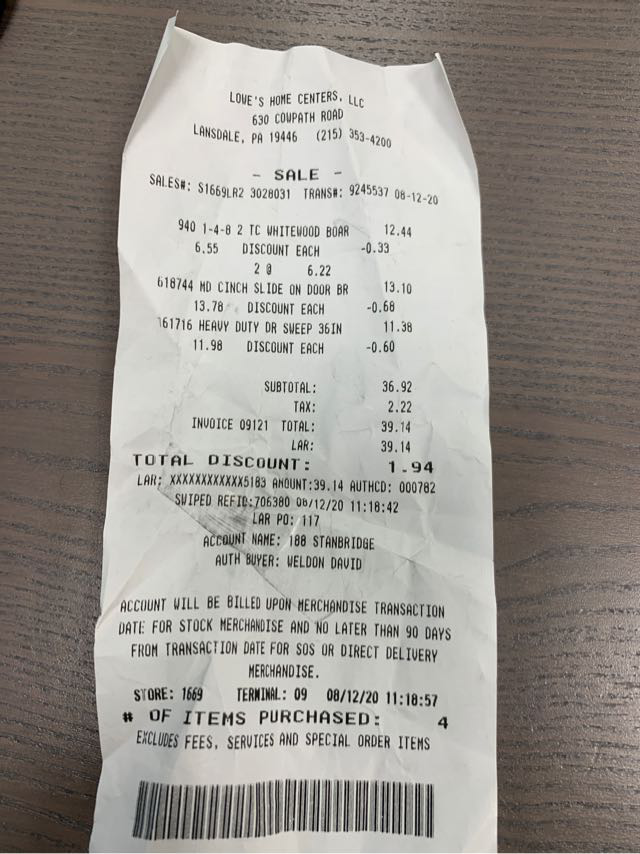 LOWE'S HOME CENTERS, LLC
630 COWPATH ROAD
LANSDALE, PA 19446 (215) 353-4200
- SALE -
SALES#: S1669LR2 3028031 TRANS#: 9245537 08-12-20
940 1-4-8 2 TC WHITEWOOD BOAR 12.44
6.55 DISCOUNT EACH -0.33
2 @ 6.22
618744 MD CINCH SLIDE ON DOOR BR 13.10
13.78 DISCOUNT EACH -0.68
161716 HEAVY DUTY DR SWEEP 36IN 11.38
11.98 DISCOUNT EACH -0.60
SUBTOTAL: 36.92
TAX: 2.22
INVOICE 09121 TOTAL: 39.14
LAR: 39.14
TOTAL DISCOUNT: 1.94
LAR: XXXXXXXXXXXX5183 AMOUNT:39.14 AUTHCD: 000782
SWIPED REFID:706380 08/12/20 11:18:42
LAR PO: 117
ACCOUNT NAME: 188 STANBRIDGE
AUTH BUYER: WELDON DAVID
ACCOUNT WILL BE BILLED UPON MERCHANDISE TRANSACTION
DATE FOR STOCK MERCHANDISE AND NO LATER THAN 90 DAYS
FROM TRANSACTION DATE FOR SOS OR DIRECT DELIVERY
MERCHANDISE.
STORE: 1669 TERMINAL: 09 08/12/20 11:18:57
# OF ITEMS PURCHASED: 4
EXCLUDES FEES, SERVICES AND SPECIAL ORDER ITEMS